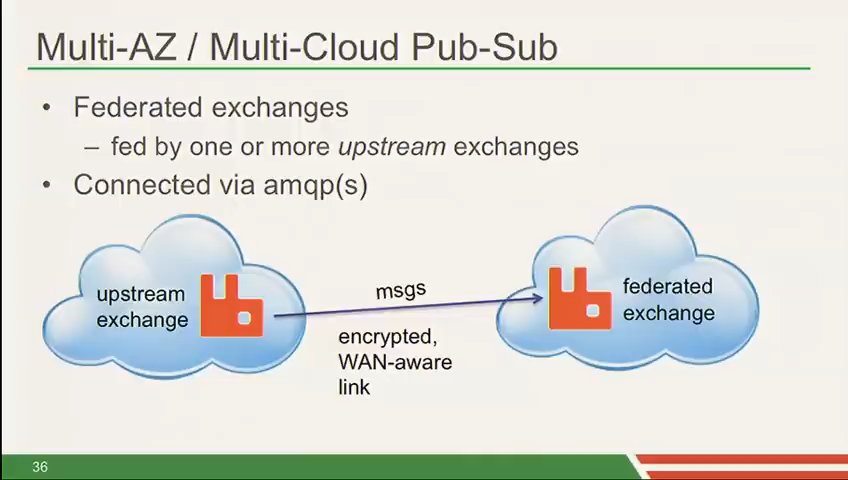 Multi-AZ / Multi-Cloud Pub-Sub
• Federated exchanges
– fed by one or more upstream exchanges
• Connected via amqp(s)
upstream
exchange
msgs
encrypted,
WAN-aware
link
federated
exchange
36